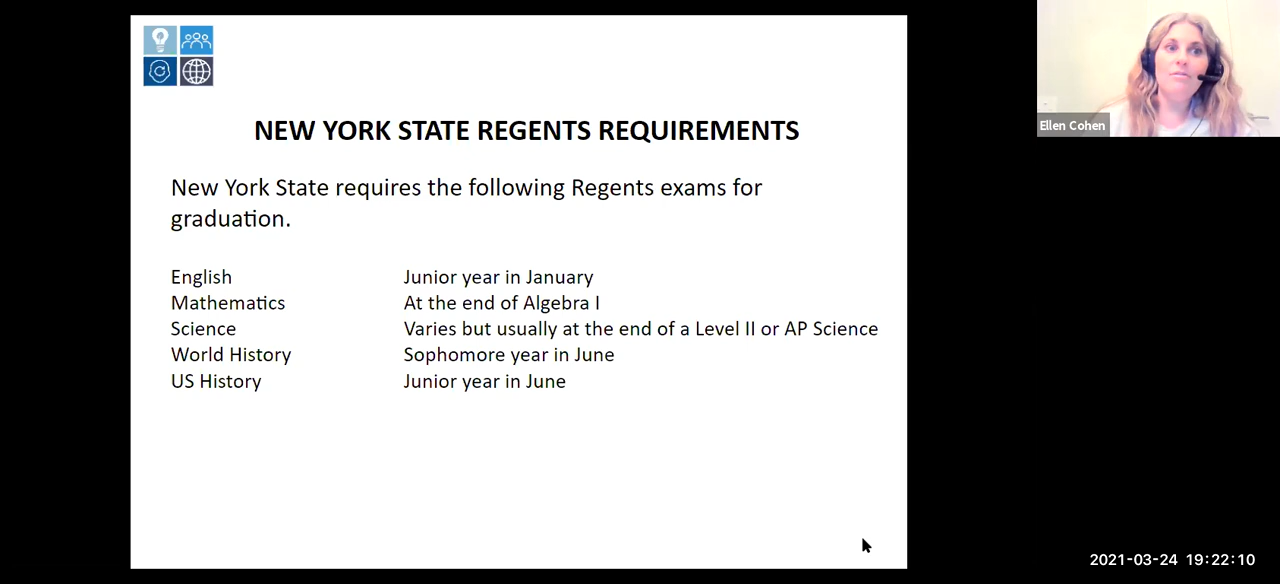 NEW YORK STATE REGENTS REQUIREMENTS
New York State requires the following Regents exams for
graduation.
English Junior year in January
Mathematics At the end of Algebra I
Science Varies but usually at the end of a Level II or AP Science
World History Sophomore year in June
US History Junior year in June
Ellen Cohen
2021-03-24 19:22:10